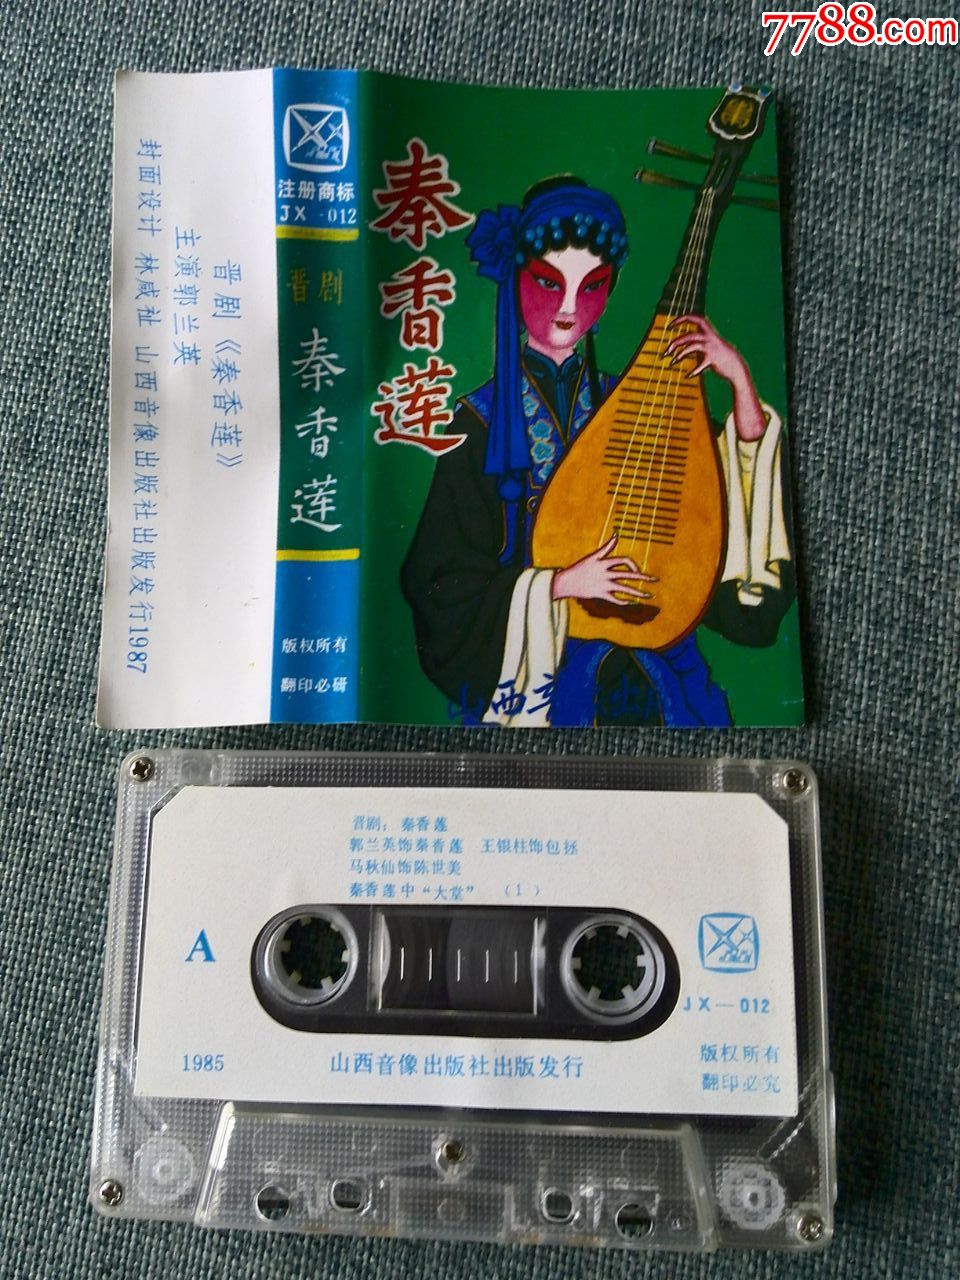 7788.com
晋剧《秦香莲》
主演郭兰英
封面设计 林咸祉 山西音像出版社出版发行1987
注册商标
JX-012
晋剧
秦香莲
版权所有
翻印必研
秦香莲
晋剧：秦香莲
郭兰英饰秦香莲 王银柱饰包拯
马秋仙饰陈世美
秦香莲中“大堂” （1）
A
JX—012
1985
山西音像出版社出版发行
版权所有
翻印必究